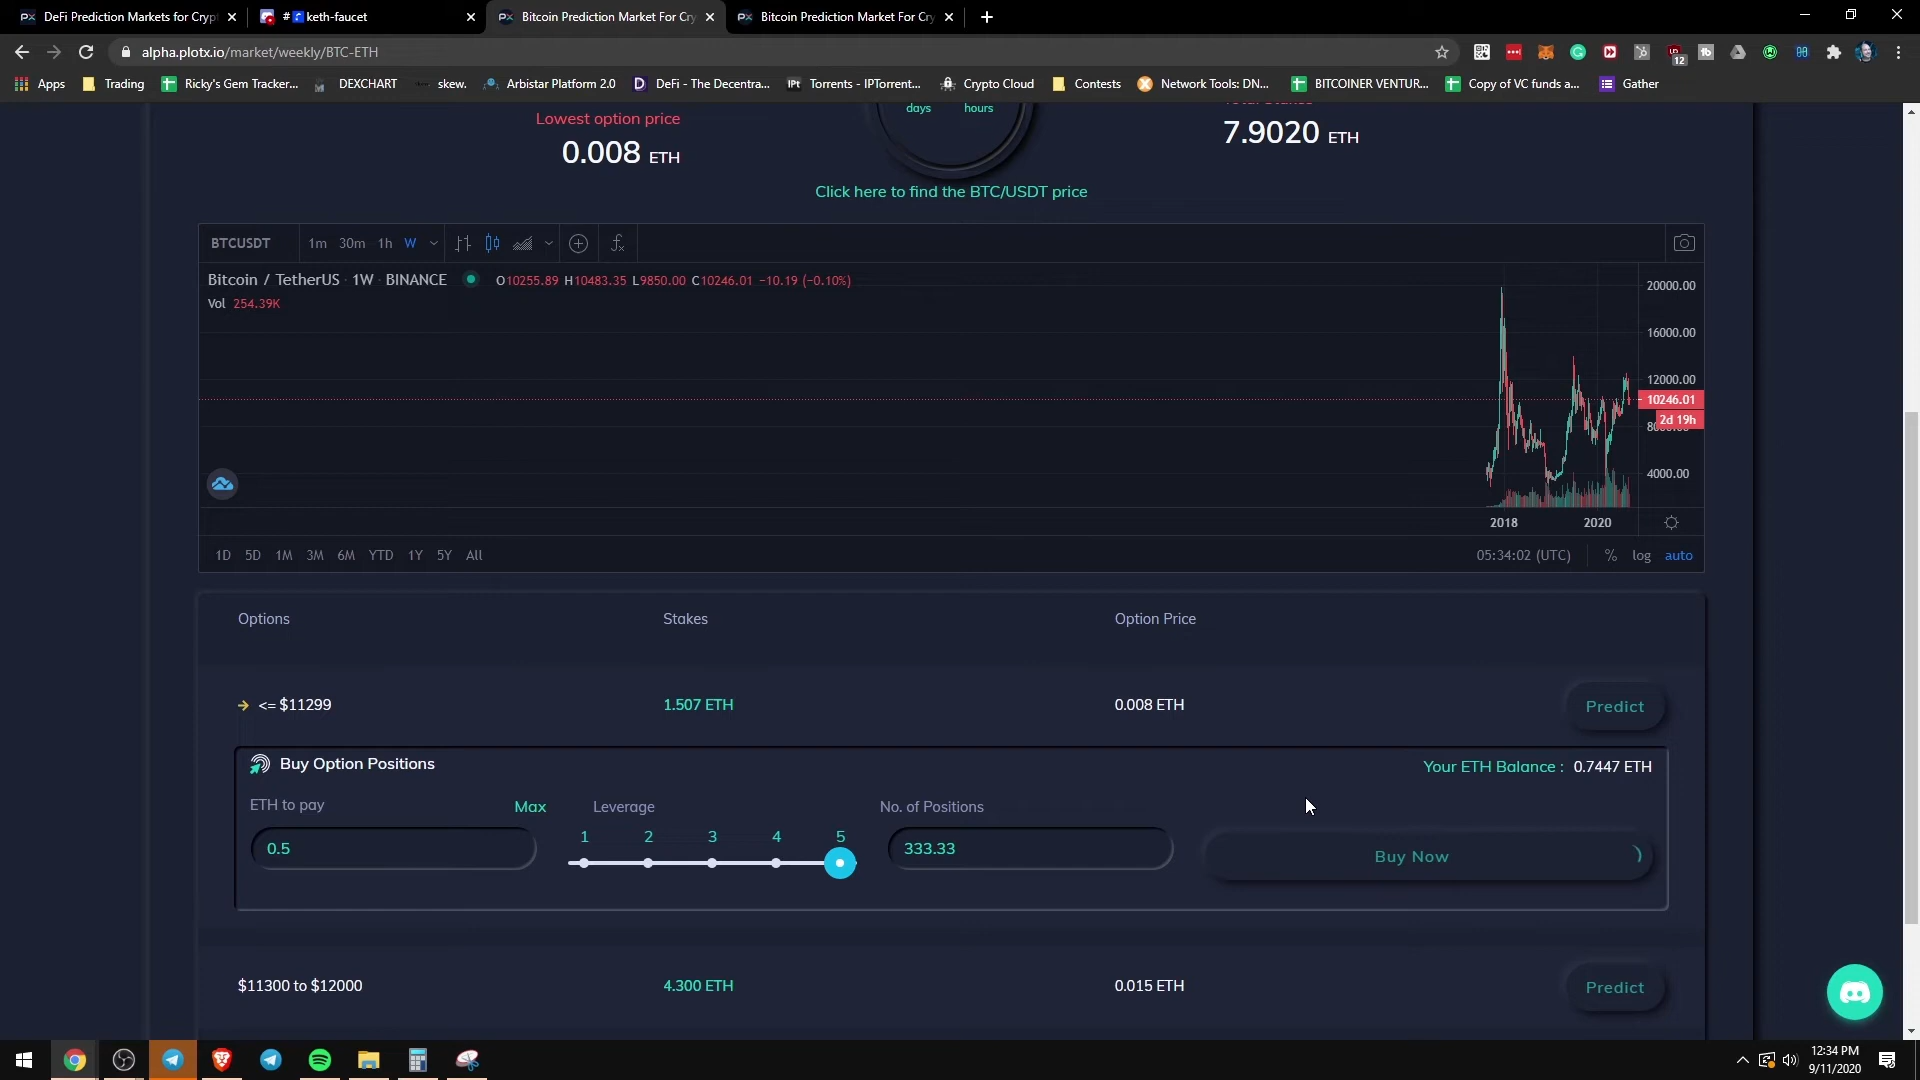 DeFi Prediction Markets for Crypt
# keth-faucet
Bitcoin Prediction Market For Cry
Bitcoin Prediction Market For Cry
alpha.plotx.io/market/weekly/BTC-ETH
12
Apps
Trading
Ricky's Gem Tracker...
DEXCHART
skew.
Arbistar Platform 2.0
DeFi - The Decentra...
Torrents - IPTorrent...
Crypto Cloud
Contests
Network Tools: DN...
BITCOINER VENTUR...
Copy of VC funds a...
Gather
days
hours
Lowest option price
0.008 ETH
7.9020 ETH
Click here to find the BTC/USDT price
BTCUSDT
1m 30m 1h W
Bitcoin / TetherUS 1W BINANCE
O10255.89 H10483.35 L9850.00 C10246.01 −10.19 (−0.10%)
Vol 254.39K
20000.00
16000.00
12000.00
10246.01
2d 19h
4000.00
2018
2020
1D 5D 1M 3M 6M YTD 1Y 5Y All
05:34:02 (UTC)
% log auto
Options
Stakes
Option Price
<= $11299
1.507 ETH
0.008 ETH
Predict
Buy Option Positions
Your ETH Balance : 0.7447 ETH
ETH to pay
Max
Leverage
No. of Positions
1 2 3 4 5
0.5
333.33
Buy Now
$11300 to $12000
4.300 ETH
0.015 ETH
Predict
12:34 PM
9/11/2020